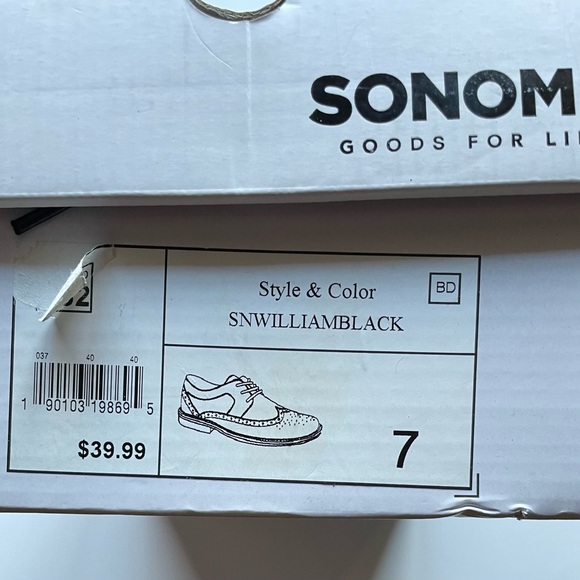 SONOM
GOODS FOR LI
Style & Color
BD
SNWILLIAMBLACK
037 40 40
1 90103 19869 5
$39.99
7